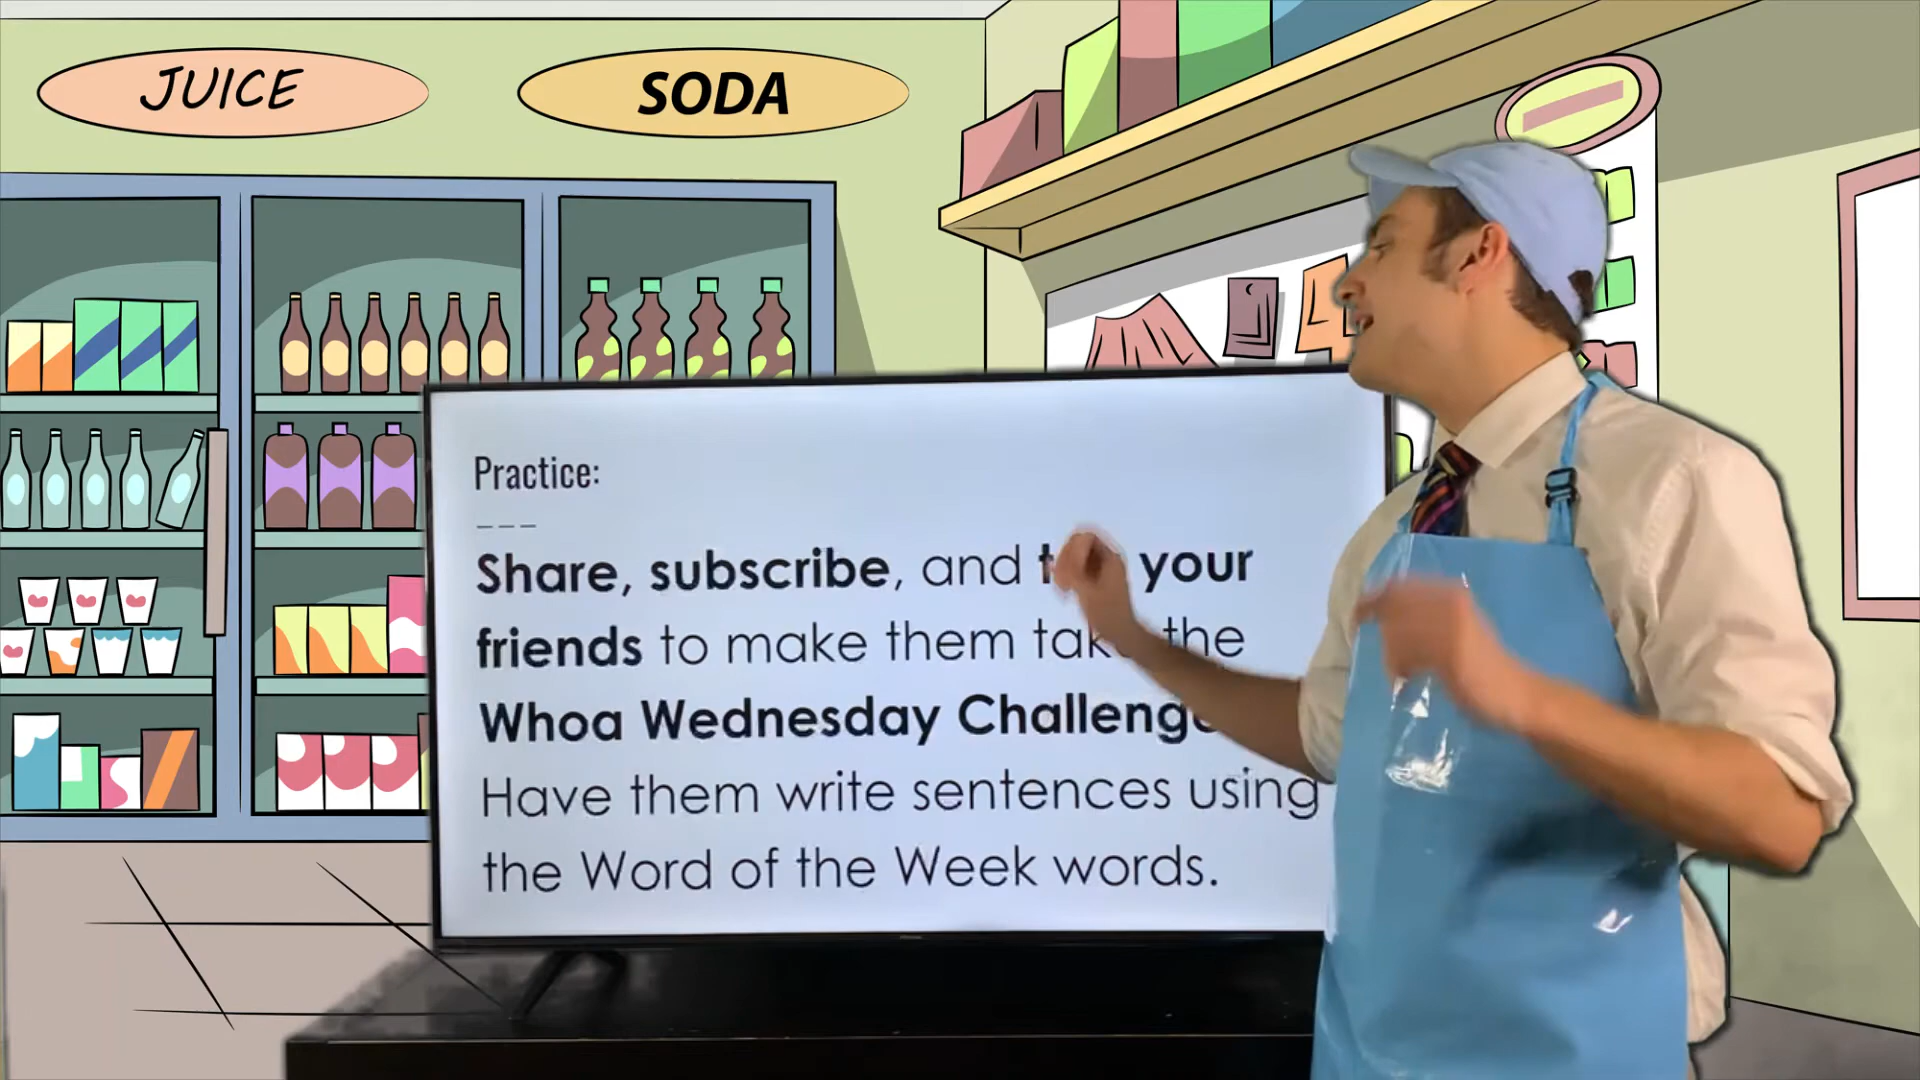 JUICE
SODA
Practice:
---
Share, subscribe, and your
friends to make them the
Whoa Wednesday Challenge
Have them write sentences using
the Word of the Week words.